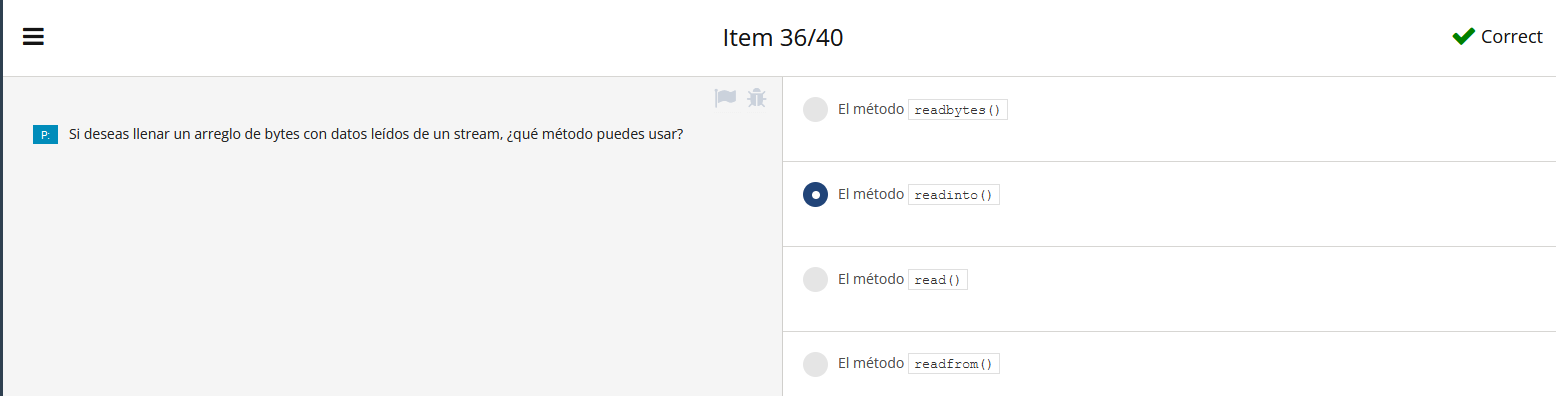 Item 36/40
Correct
P: Si deseas llenar un arreglo de bytes con datos leídos de un stream, ¿qué método puedes usar?
El método readbytes()
El método readinto()
El método read()
El método readfrom()